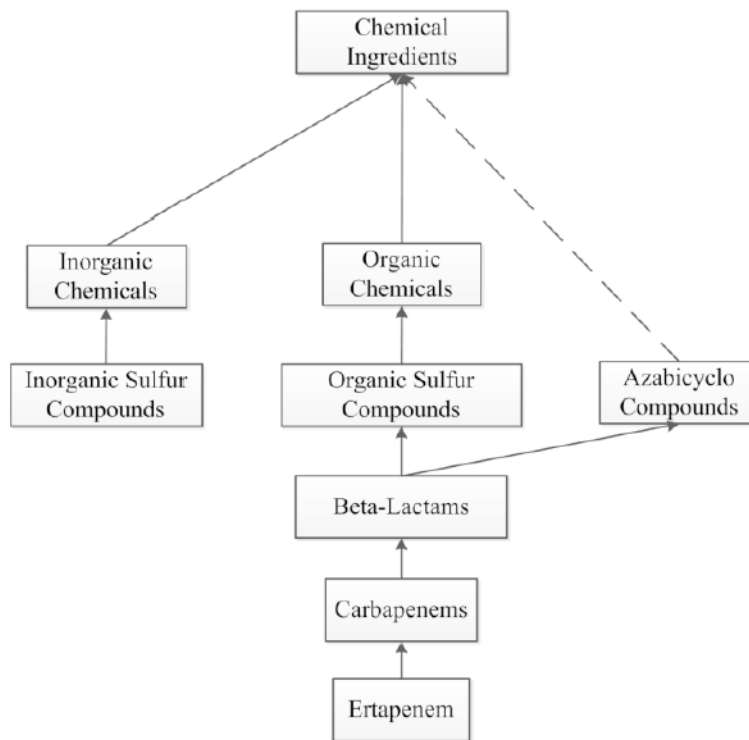 Chemical
Ingredients
Inorganic
Chemicals
Organic
Chemicals
Inorganic Sulfur
Compounds
Organic Sulfur
Compounds
Azabicyclo
Compounds
Beta-Lactams
Carbapenems
Ertapenem